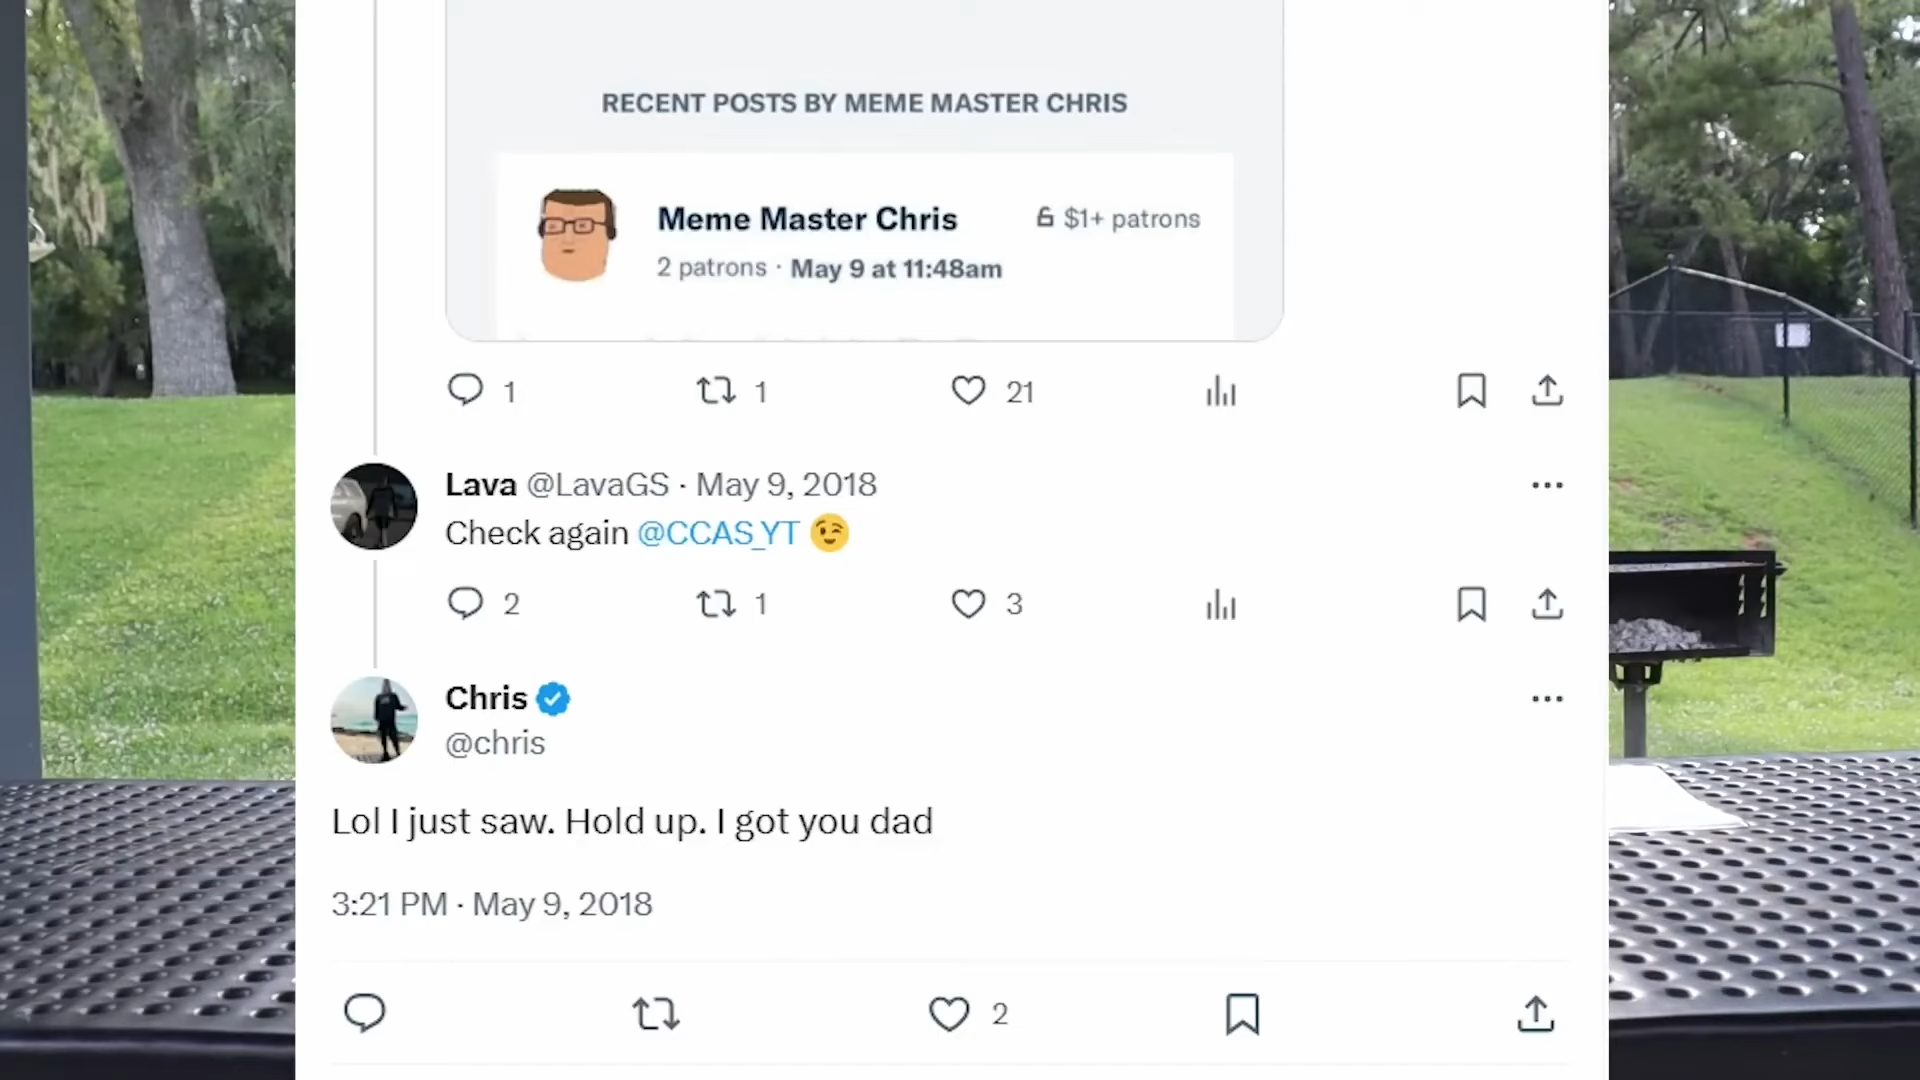 RECENT POSTS BY MEME MASTER CHRIS
Meme Master Chris
$1+ patrons
2 patrons · May 9 at 11:48am
1
1
21
Lava @LavaGS · May 9, 2018
Check again @CCAS_YT 😉
2
1
3
Chris
@chris
Lol I just saw. Hold up. I got you dad
3:21 PM · May 9, 2018
2